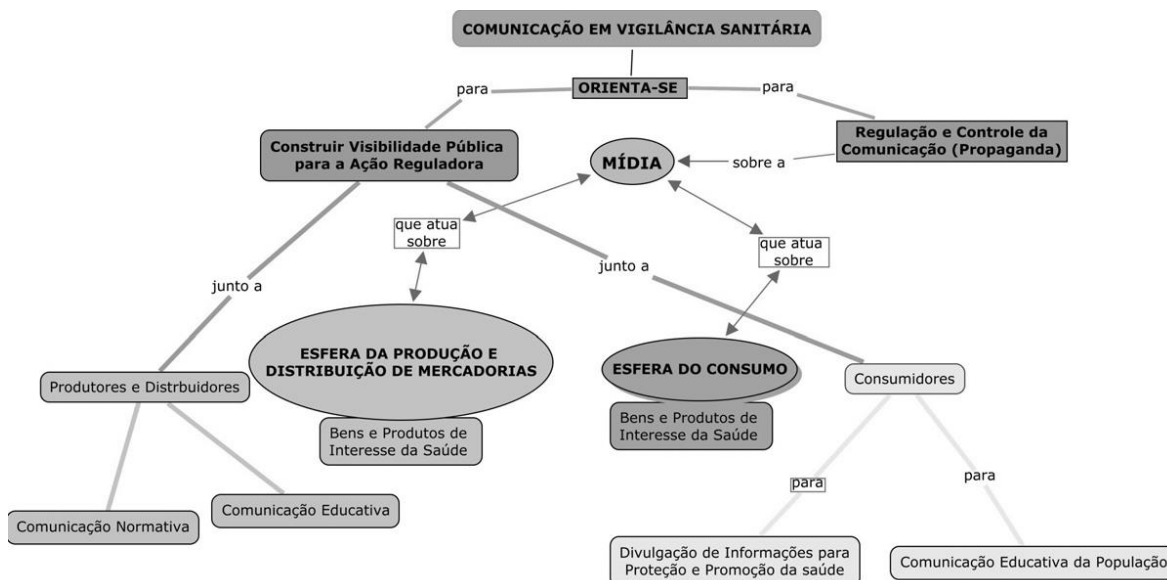 COMUNICAÇÃO EM VIGILÂNCIA SANITÁRIA
ORIENTA-SE
para
para
Construir Visibilidade Pública
para a Ação Reguladora
Regulação e Controle da
Comunicação (Propaganda)
MÍDIA
sobre a
que atua
sobre
que atua
sobre
junto a
junto a
ESFERA DA PRODUÇÃO E
DISTRIBUIÇÃO DE MERCADORIAS
ESFERA DO CONSUMO
Produtores e Distrbuidores
Consumidores
Bens e Produtos de
Interesse da Saúde
Bens e Produtos de
Interesse da Saúde
para
para
Comunicação Normativa
Comunicação Educativa
Divulgação de Informações para
Proteção e Promoção da saúde
Comunicação Educativa da População